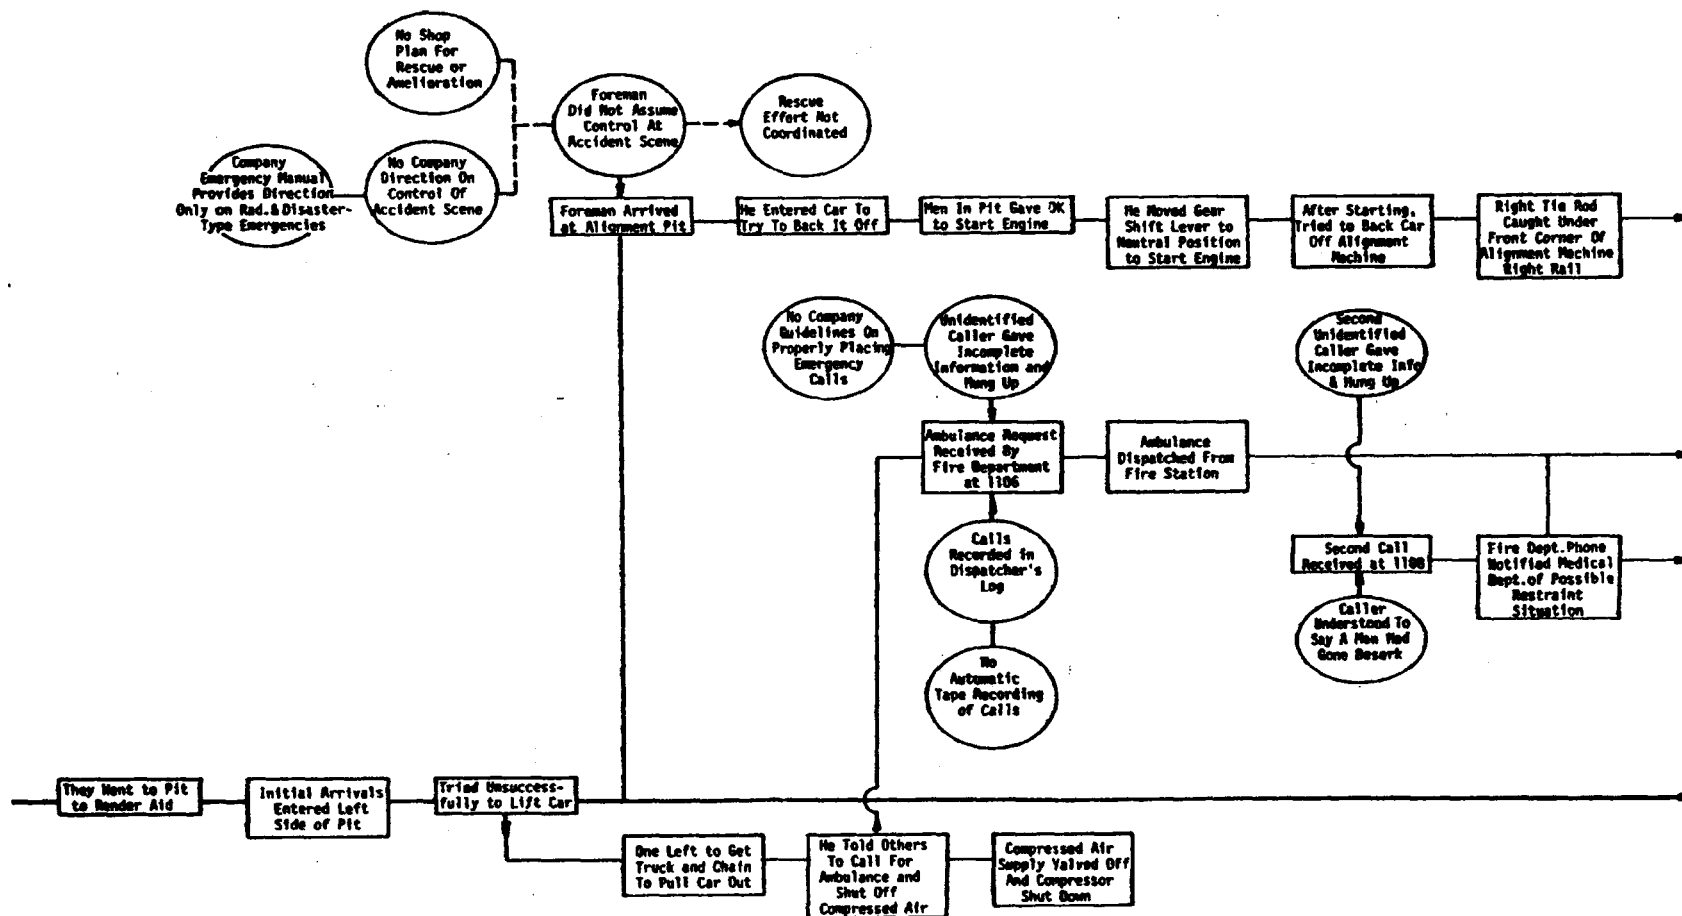 No Shop
Plan For
Rescue or
Amelioration
Foreman
Did Not Assume
Control At
Accident Scene
Rescue
Effort Not
Coordinated
Company
Emergency Manual
Provides Direction
Only on Rad.& Disaster-
Type Emergencies
No Company
Direction On
Control Of
Accident Scene
Foreman Arrived
at Alignment Pit
He Entered Car To
Try To Back It Off
Men In Pit Gave OK
to Start Engine
He Moved Gear
Shift Lever to
Neutral Position
to Start Engine
After Starting,
Tried to Back Car
Off Alignment
Machine
Right Tie Rod
Caught Under
Front Corner Of
Alignment Machine
Right Rail
No Company
Guidelines On
Properly Placing
Emergency
Calls
Unidentified
Caller Gave
Incomplete
Information and
Hung Up
Second
Unidentified
Caller Gave
Incomplete Info
& Hung Up
Ambulance Request
Received By
Fire Department
at 1106
Ambulance
Dispatched From
Fire Station
Calls
Recorded in
Dispatcher's
Log
Second Call
Received at 1108
Fire Dept.Phone
Notified Medical
Dept.of Possible
Restraint
Situation
Caller
Understood To
Say A Man Had
Gone Beserk
No
Automatic
Tape Recording
of Calls
They Went to Pit
to Render Aid
Initial Arrivals
Entered Left
Side of Pit
Tried Unsuccess-
fully to Lift Car
One Left to Get
Truck and Chain
To Pull Car Out
He Told Others
To Call For
Ambulance and
Shut Off
Compressed Air
Compressed Air
Supply Valved Off
And Compressor
Shut Down